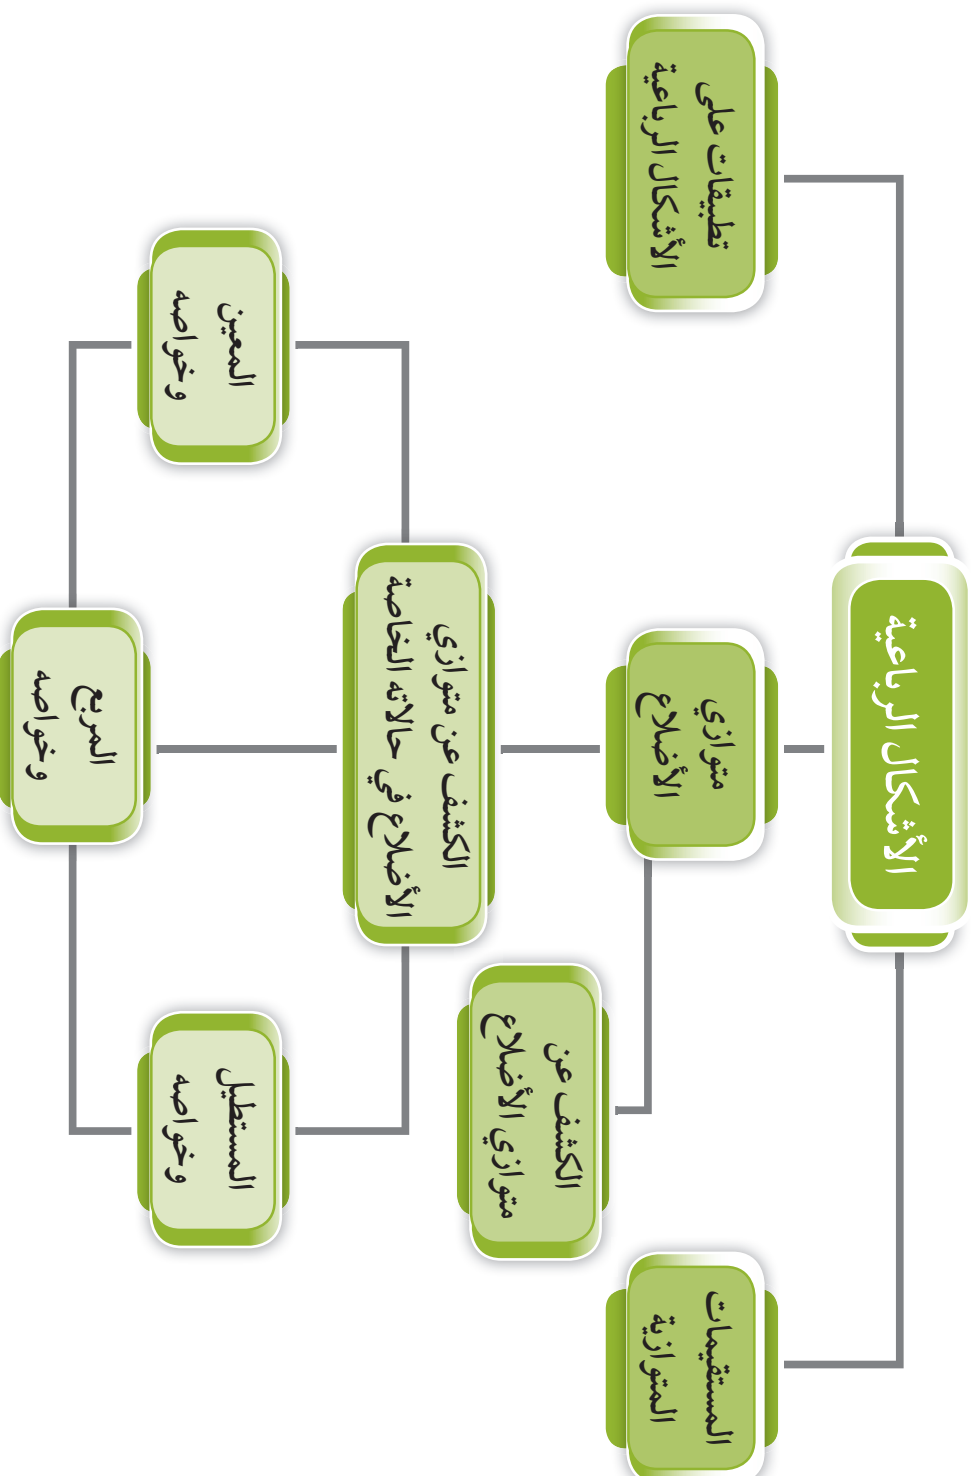 الأشكال الرباعية
المستقيمات
المتوازية
متوازي
الأضلاع
تطبيقات على
الأشكال الرباعية
الكشف عن
متوازي الأضلاع
الكشف عن متوازي
الأضلاع في حالاته الخاصة
المستطيل
وخواصه
المعين
وخواصه
المربع
وخواصه